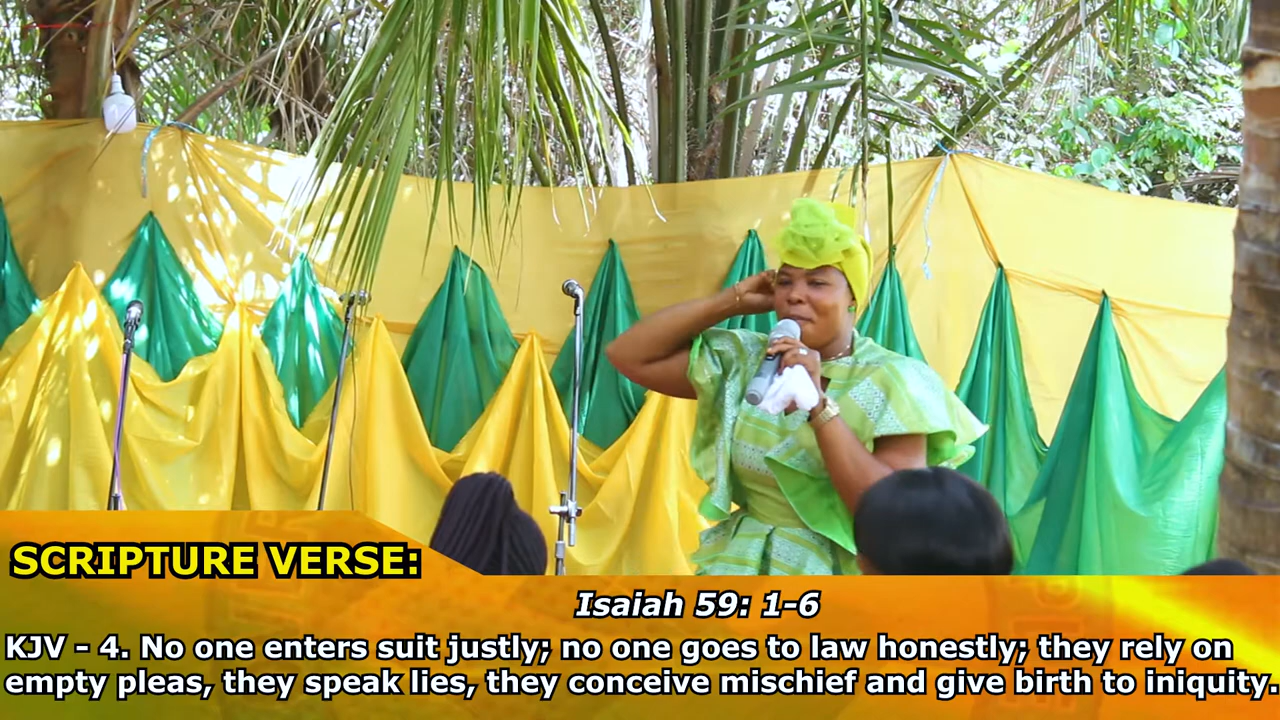 SCRIPTURE VERSE:
Isaiah 59: 1-6
KJV - 4. No one enters suit justly; no one goes to law honestly; they rely on
empty pleas, they speak lies, they conceive mischief and give birth to iniquity.